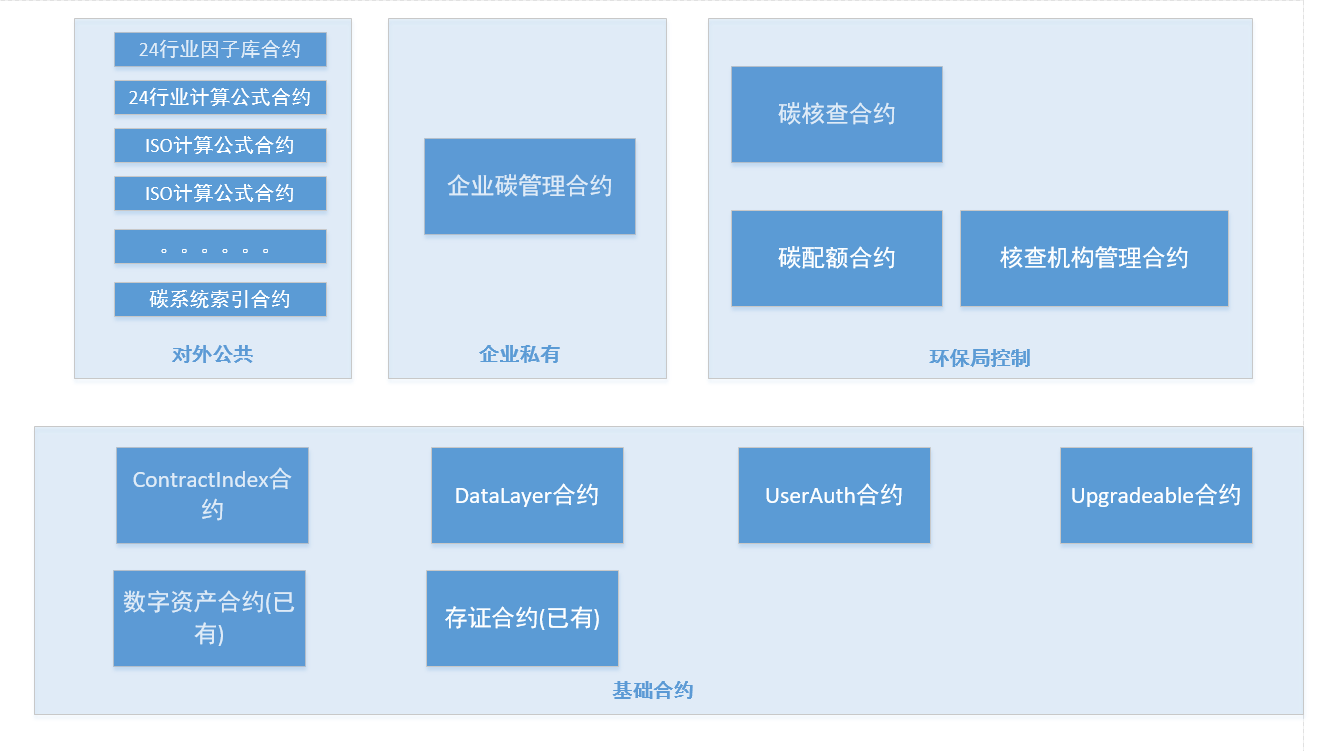 24行业因子库合约
24行业计算公式合约
ISO计算公式合约
ISO计算公式合约
。。。。。。
碳系统索引合约
对外公共
企业碳管理合约
企业私有
碳核查合约
碳配额合约
核查机构管理合约
环保局控制
ContractIndex合
约
DataLayer合约
UserAuth合约
Upgradeable合约
数字资产合约(已
有)
存证合约(已有)
基础合约